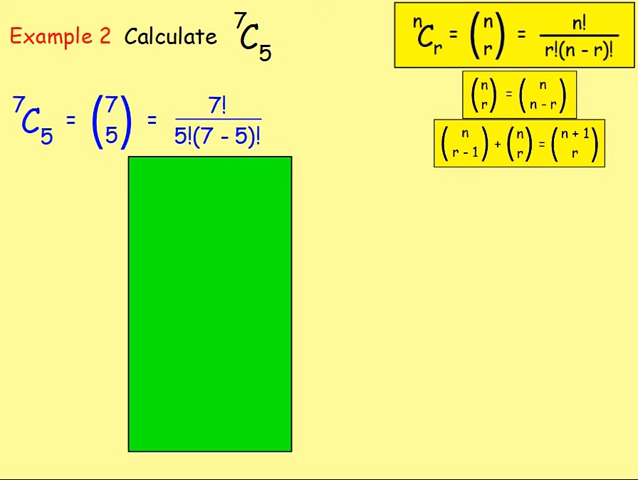 Example 2 Calculate ⁷C₅
⁷C₅ = (7 5) = 7! / 5!(7 - 5)!
ⁿCᵣ = (n r) = n! / r!(n - r)!
(n r) = (n n - r)
(n r - 1) + (n r) = (n + 1 r)